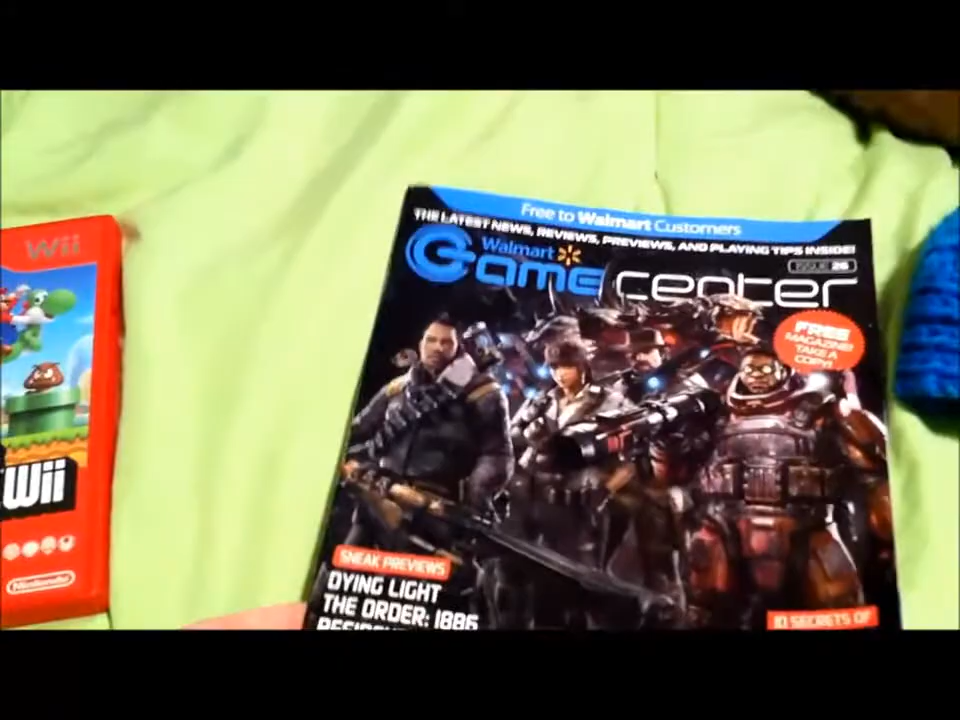 Wii
Wii
Nintendo
Free to Walmart Customers
THE LATEST NEWS, REVIEWS, PREVIEWS, AND PLAYING TIPS INSIDE!
Walmart
Game center
ISSUE 26
FREE
MAGAZINE!
TAKE A
COPY!
SNEAK PREVIEWS
DYING LIGHT
THE ORDER: 1886
10 SECRETS OF